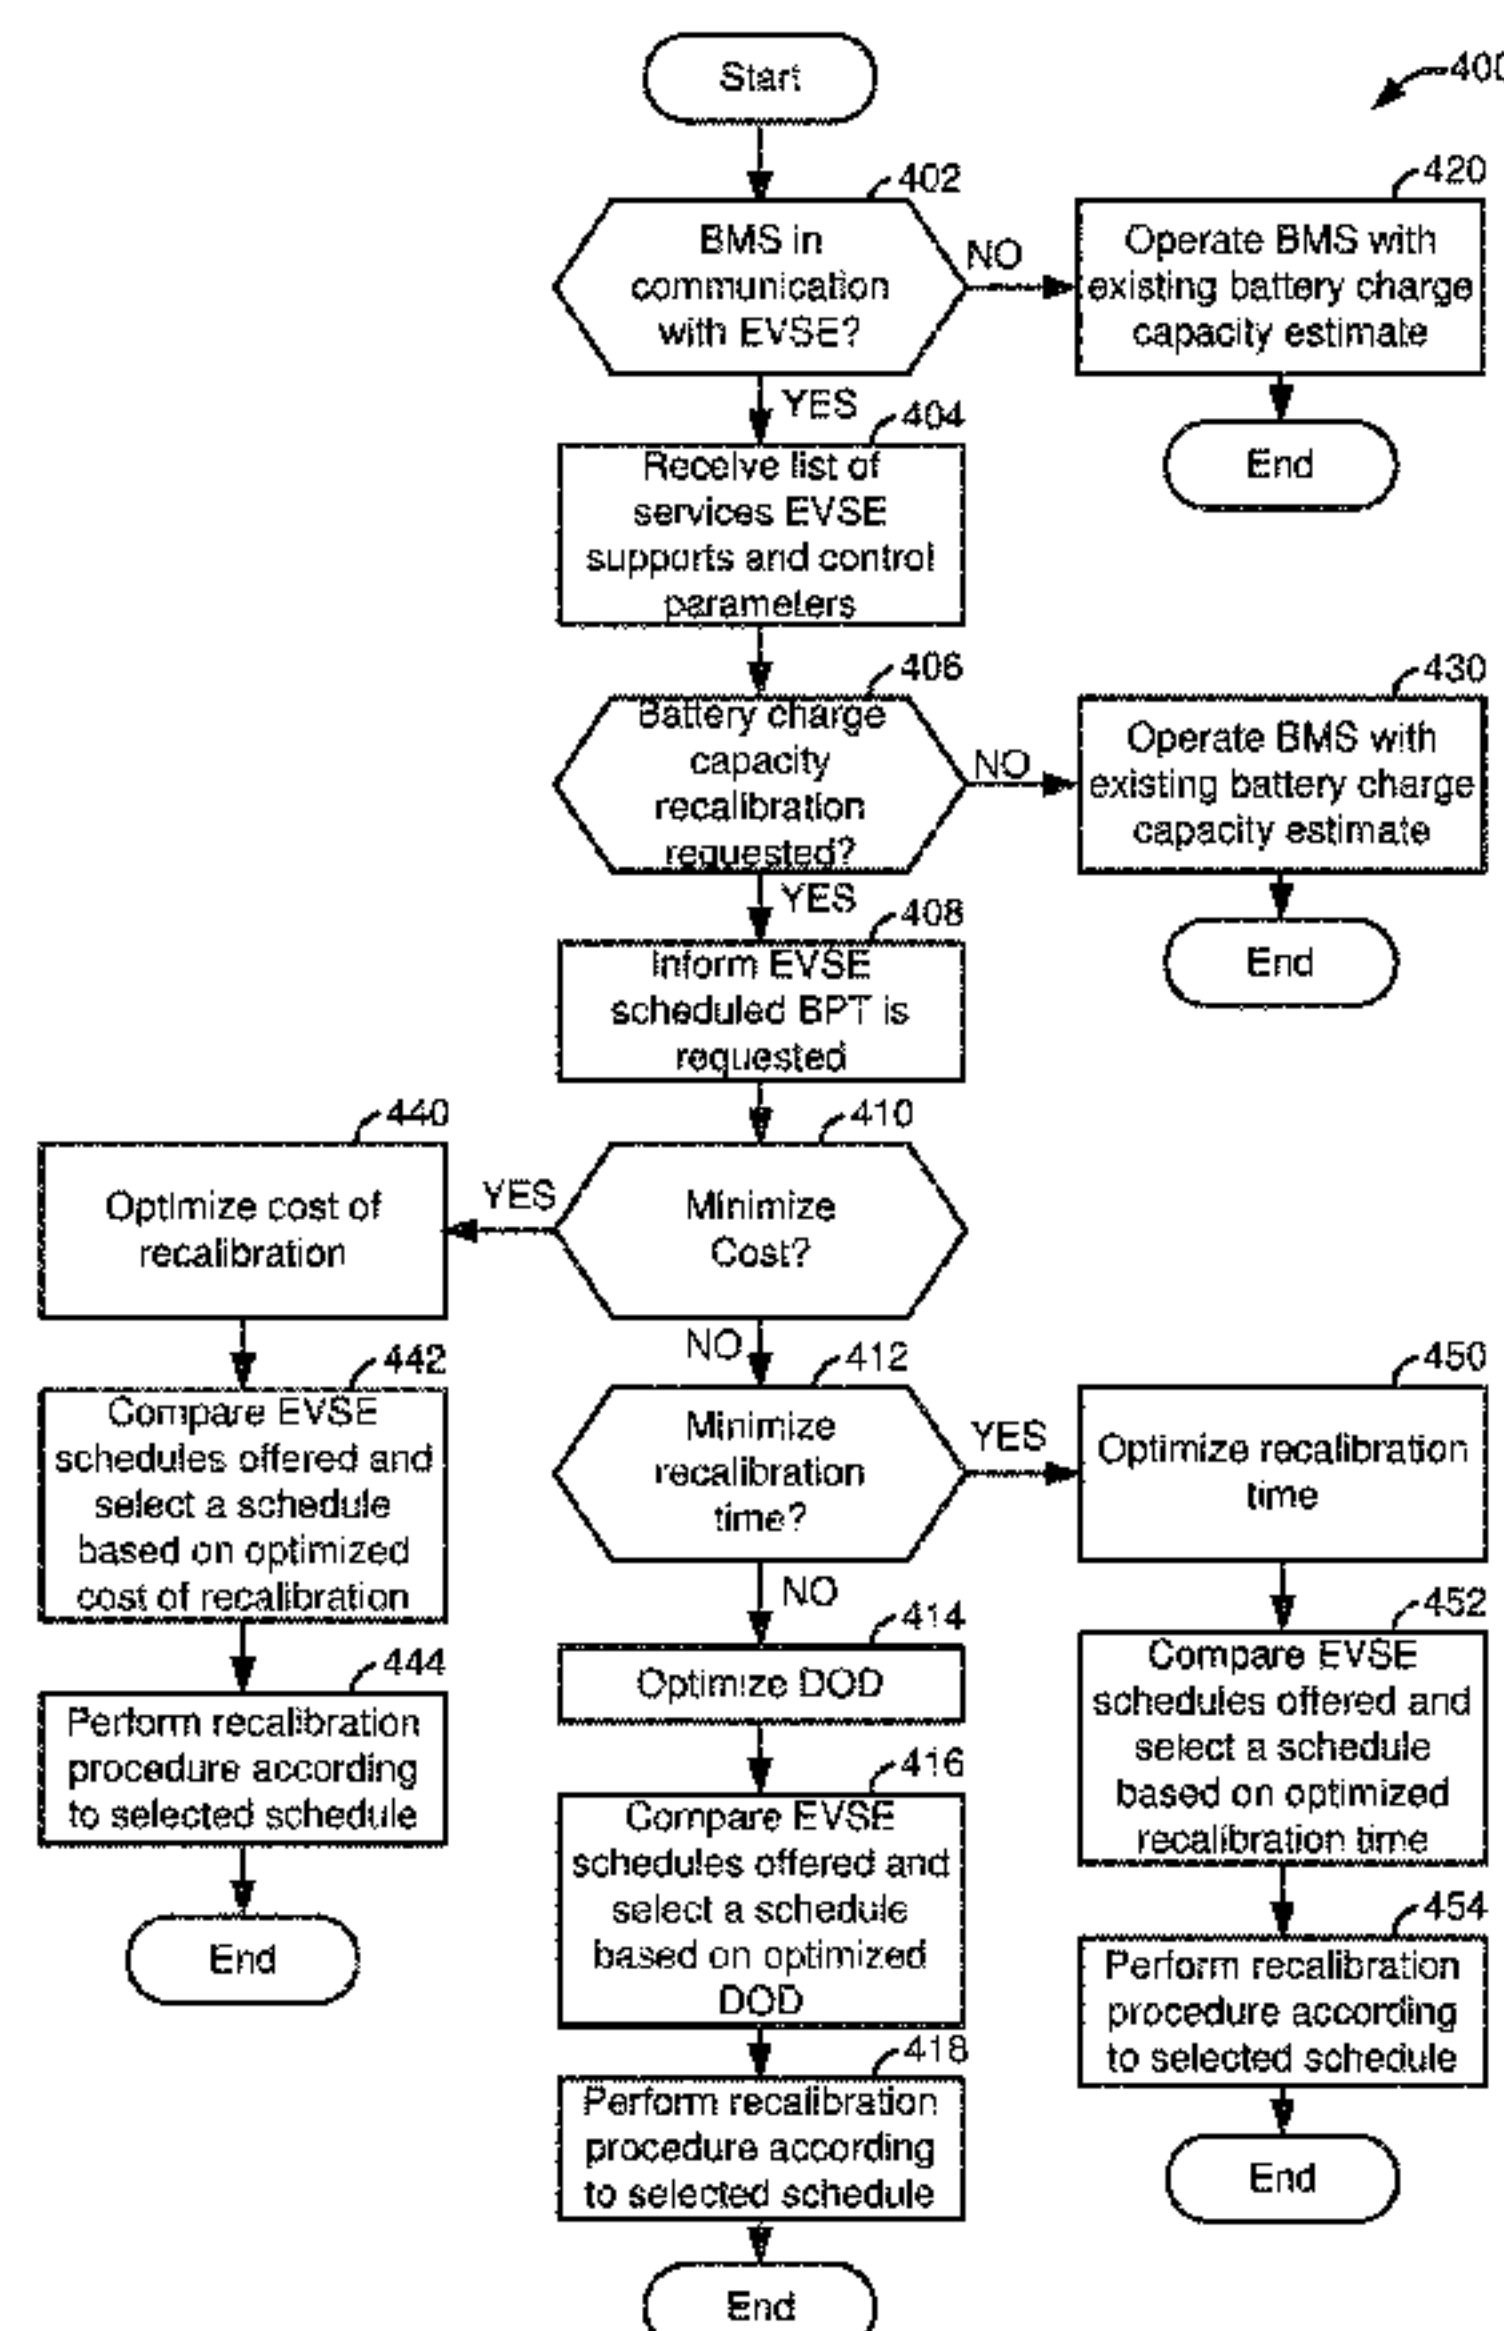 Start
400
402
BMS in
communication
with EVSE?
NO
420
Operate BMS with
existing battery charge
capacity estimate
End
YES
404
Receive list of
services EVSE
supports and control
parameters
406
Battery charge
capacity
recalibration
requested?
NO
430
Operate BMS with
existing battery charge
capacity estimate
End
YES
408
Inform EVSE
scheduled BPT is
requested
410
Minimize
Cost?
YES
440
Optimize cost of
recalibration
442
Compare EVSE
schedules offered and
select a schedule
based on optimized
cost of recalibration
444
Perform recalibration
procedure according
to selected schedule
End
NO
412
Minimize
recalibration
time?
YES
450
Optimize recalibration
time
452
Compare EVSE
schedules offered and
select a schedule
based on optimized
recalibration time
454
Perform recalibration
procedure according
to selected schedule
End
NO
414
Optimize DOD
416
Compare EVSE
schedules offered and
select a schedule
based on optimized
DOD
418
Perform recalibration
procedure according
to selected schedule
End